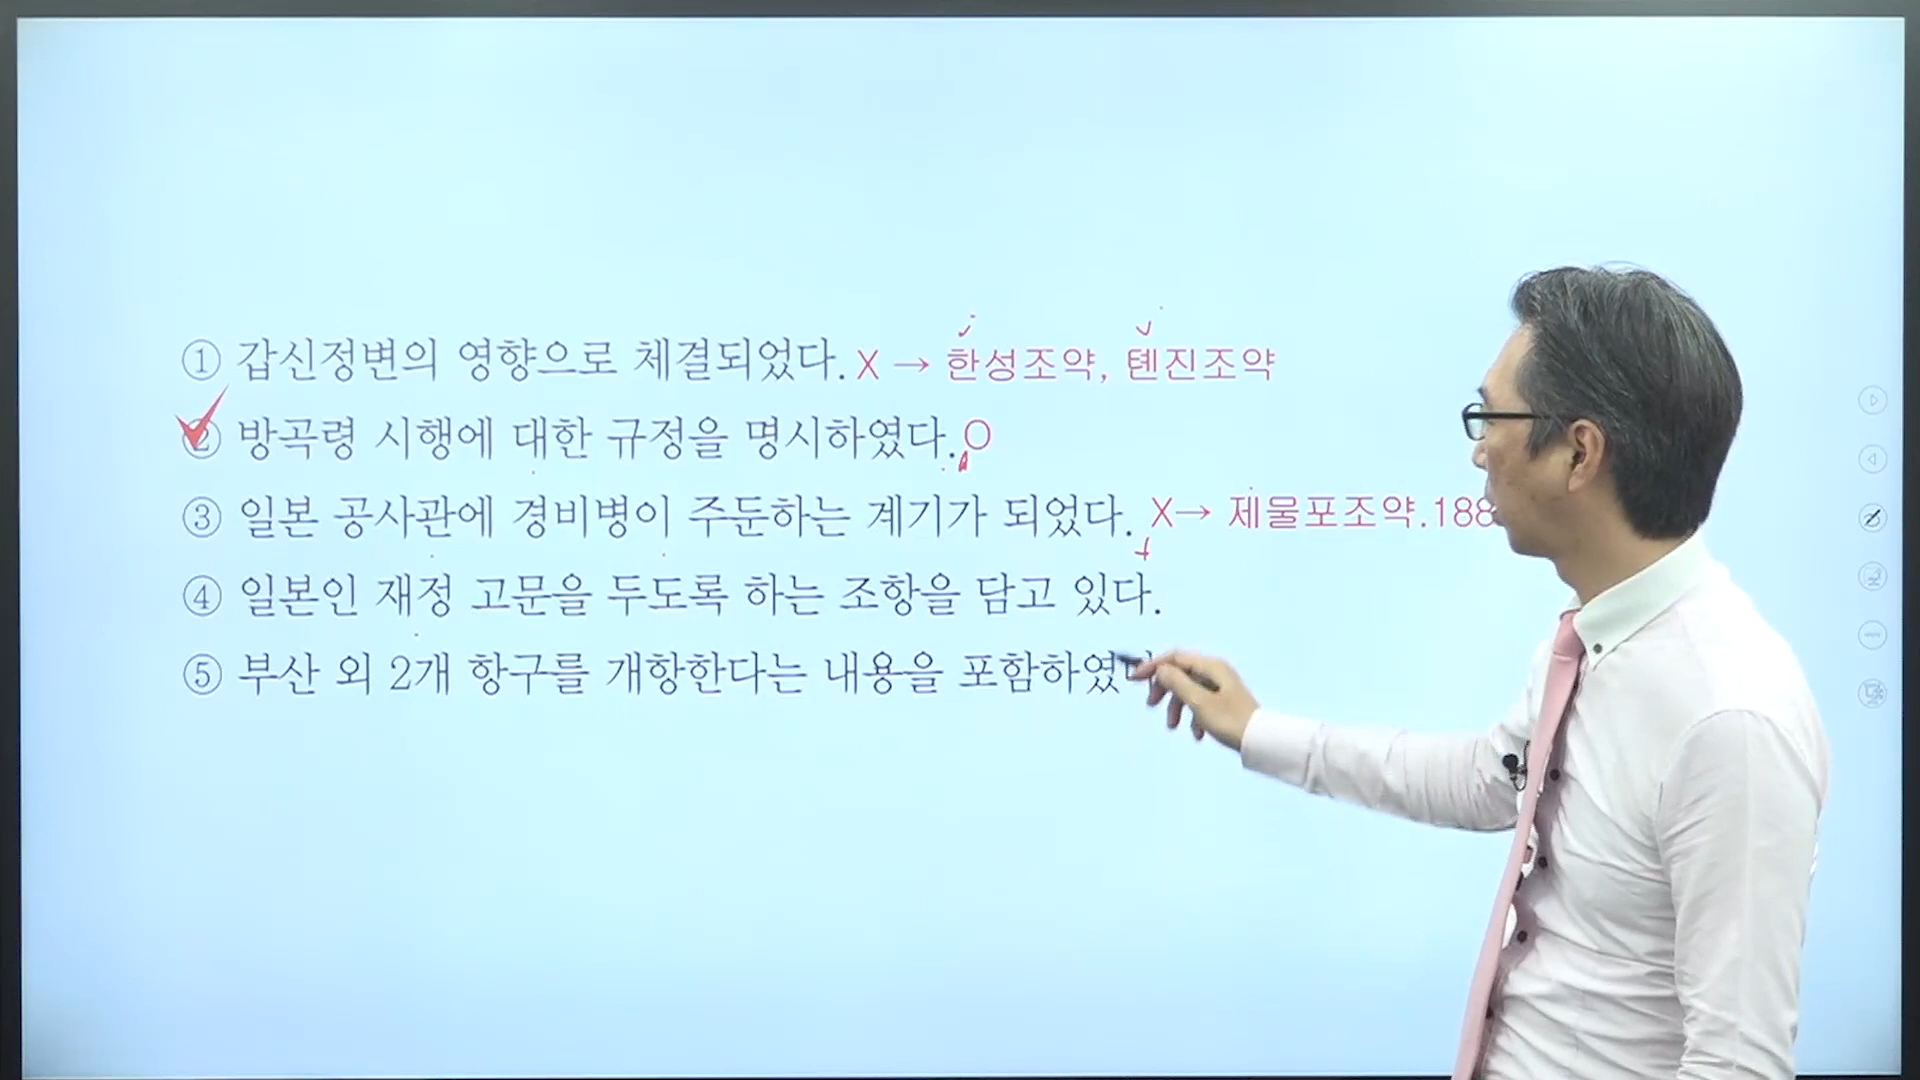 ① 갑신정변의 영향으로 체결되었다. X → 한성조약, 톈진조약
② 방곡령 시행에 대한 규정을 명시하였다. O
③ 일본 공사관에 경비병이 주둔하는 계기가 되었다. X→ 제물포조약.188
④ 일본인 재정 고문을 두도록 하는 조항을 담고 있다.
⑤ 부산 외 2개 항구를 개항한다는 내용을 포함하였